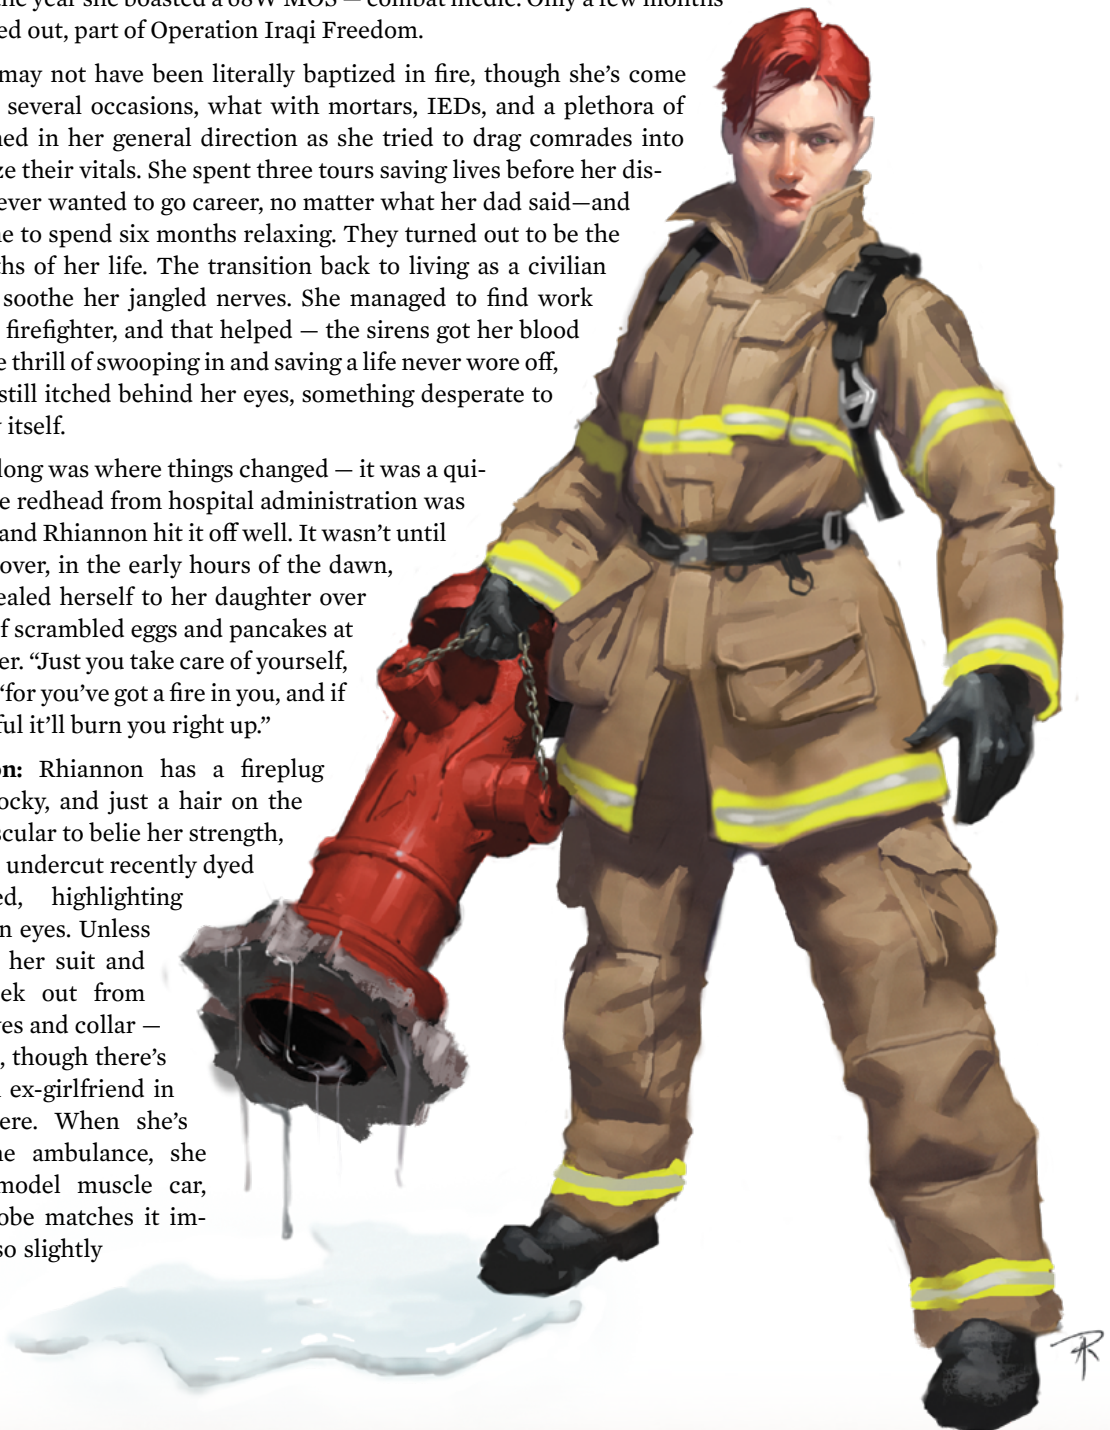 the year she boasted a 68W MOS — combat medic. Only a few months
ed out, part of Operation Iraqi Freedom.
may not have been literally baptized in fire, though she’s come
several occasions, what with mortars, IEDs, and a plethora of
ned in her general direction as she tried to drag comrades into
ze their vitals. She spent three tours saving lives before her dis-
ever wanted to go career, no matter what her dad said—and
ne to spend six months relaxing. They turned out to be the
ths of her life. The transition back to living as a civilian
soothe her jangled nerves. She managed to find work
firefighter, and that helped — the sirens got her blood
e thrill of swooping in and saving a life never wore off,
still itched behind her eyes, something desperate to
itself.
long was where things changed — it was a qui-
e redhead from hospital administration was
and Rhiannon hit it off well. It wasn’t until
over, in the early hours of the dawn,
ealed herself to her daughter over
f scrambled eggs and pancakes at
er. “Just you take care of yourself,
“for you’ve got a fire in you, and if
ful it’ll burn you right up.”
on: Rhiannon has a fireplug
ocky, and just a hair on the
scular to belie her strength,
undercut recently dyed
ed, highlighting
n eyes. Unless
her suit and
ek out from
ves and collar —
, though there’s
ex-girlfriend in
ere. When she’s
ne ambulance, she
model muscle car,
obe matches it im-
so slightly